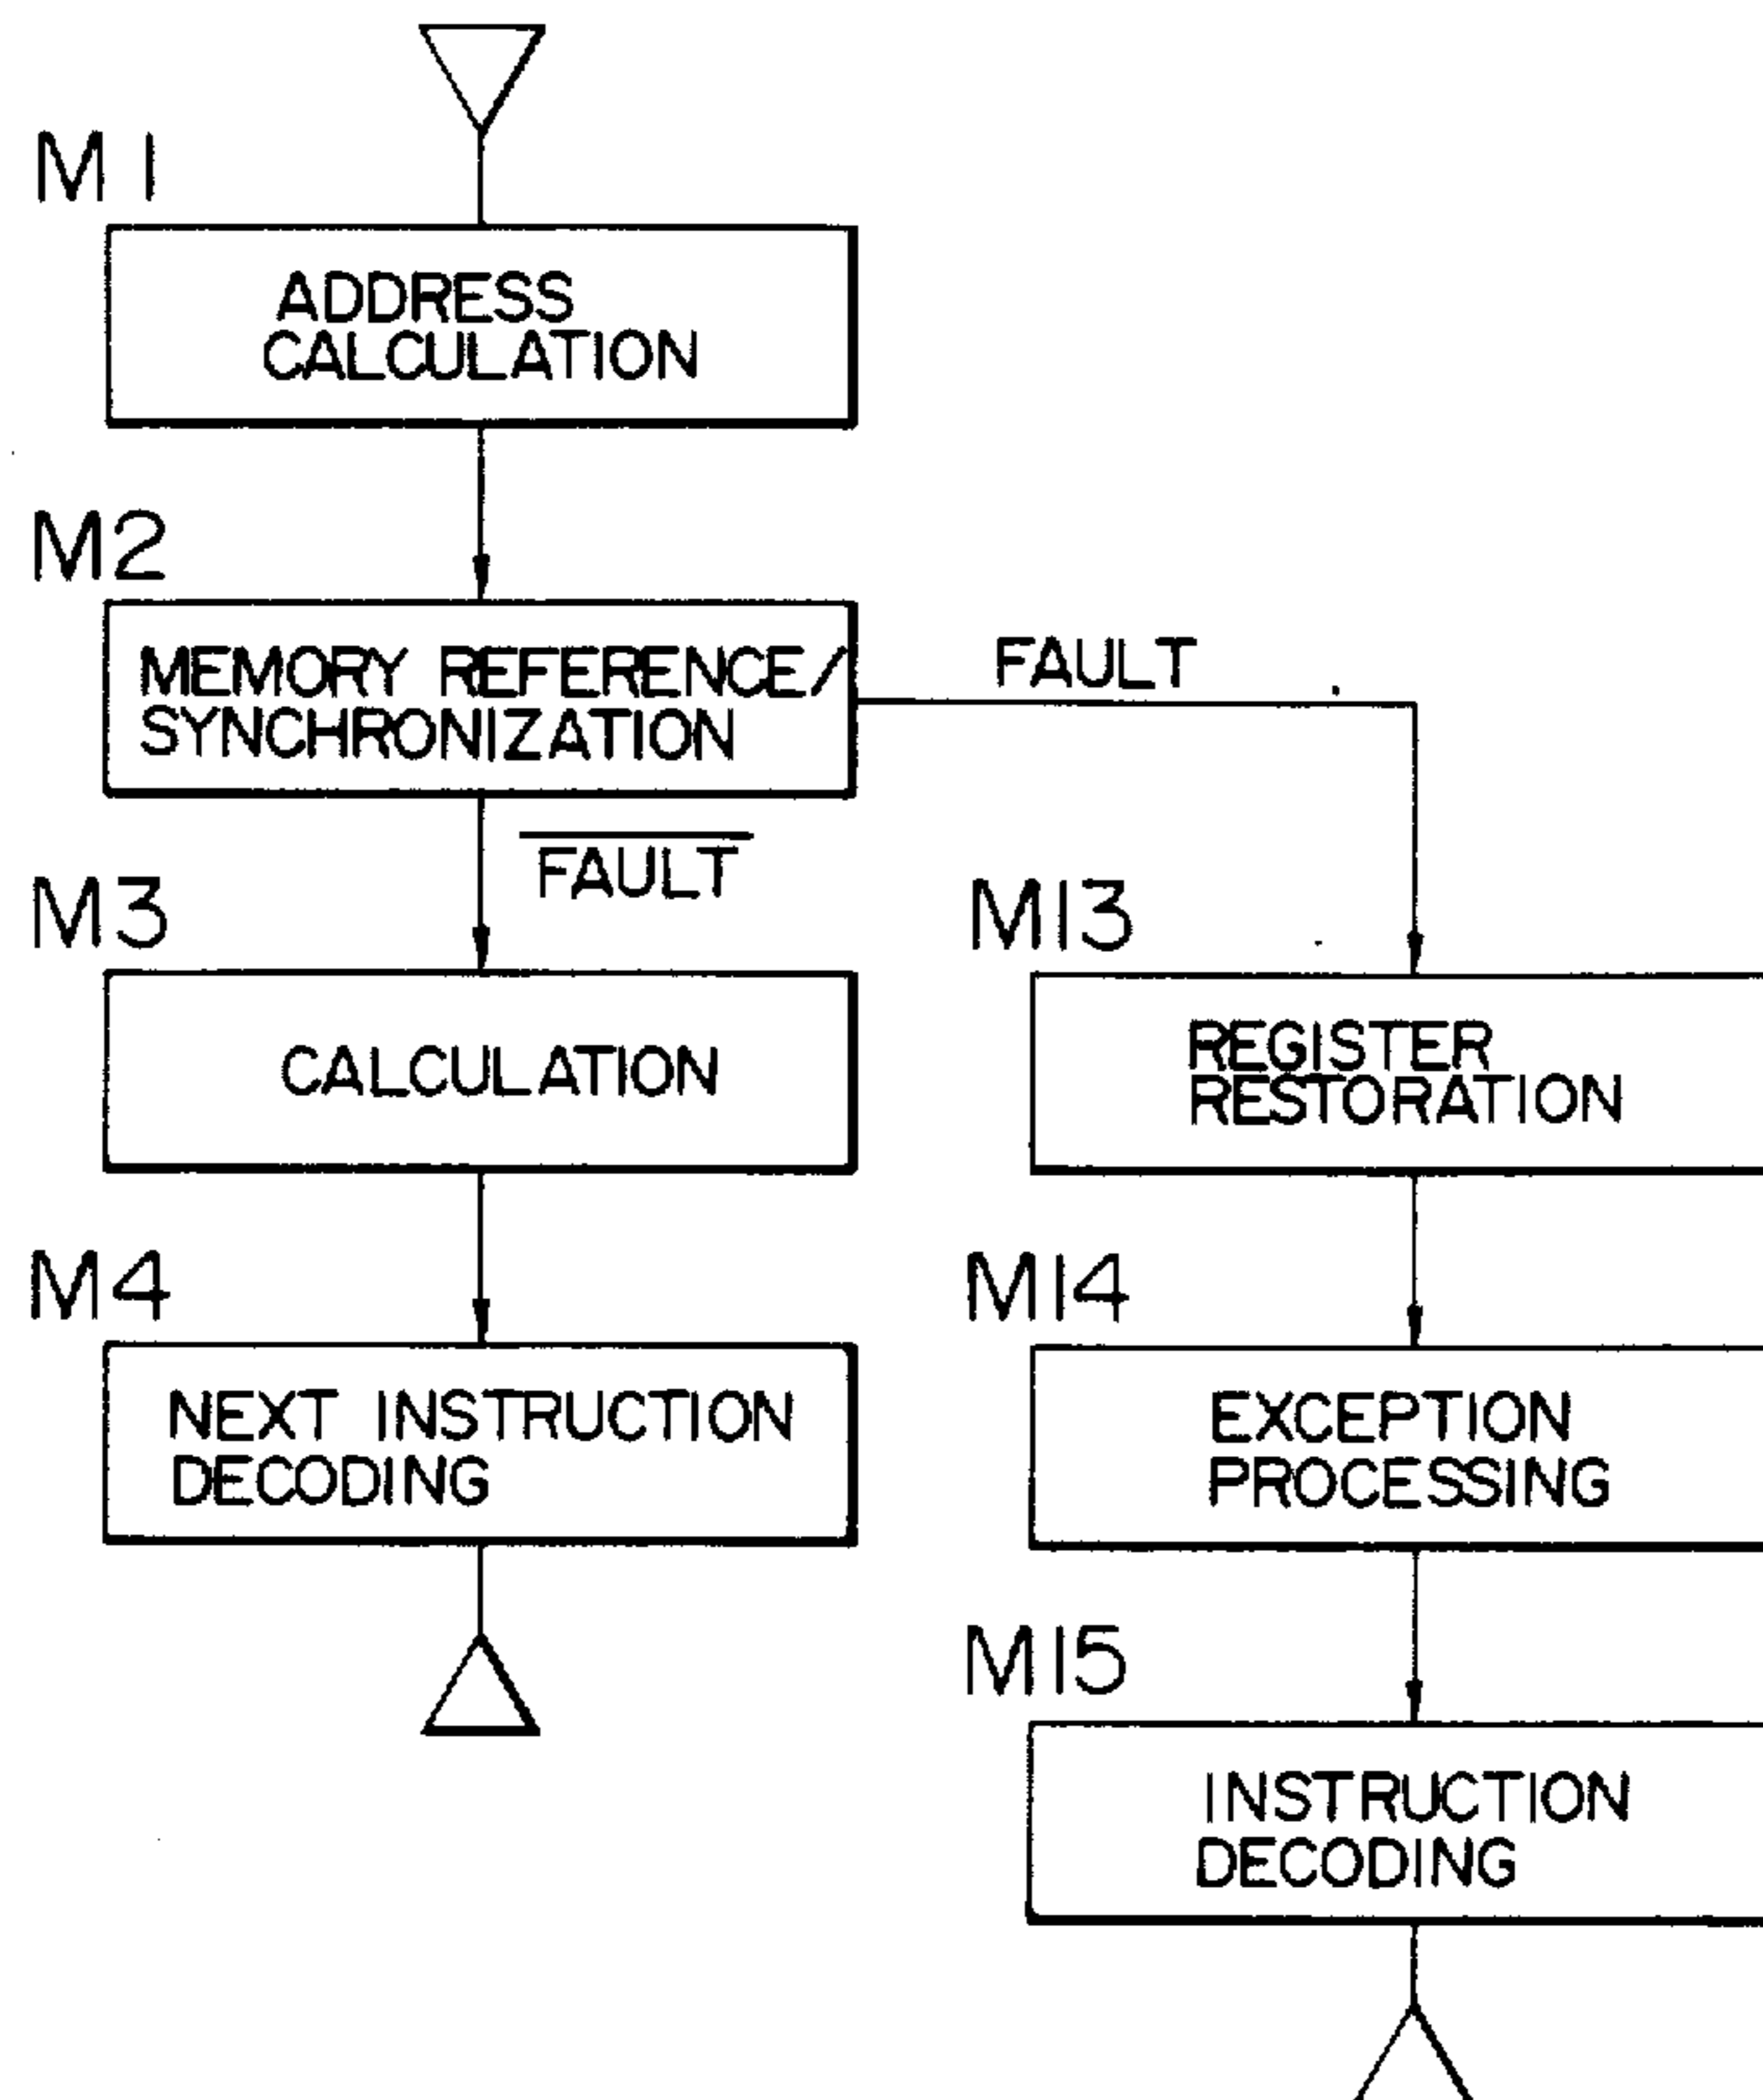 M1
ADDRESS
CALCULATION
M2
MEMORY REFERENCE/
SYNCHRONIZATION
FAULT
FAULT
M3
CALCULATION
M13
REGISTER
RESTORATION
M4
NEXT INSTRUCTION
DECODING
M14
EXCEPTION
PROCESSING
M15
INSTRUCTION
DECODING